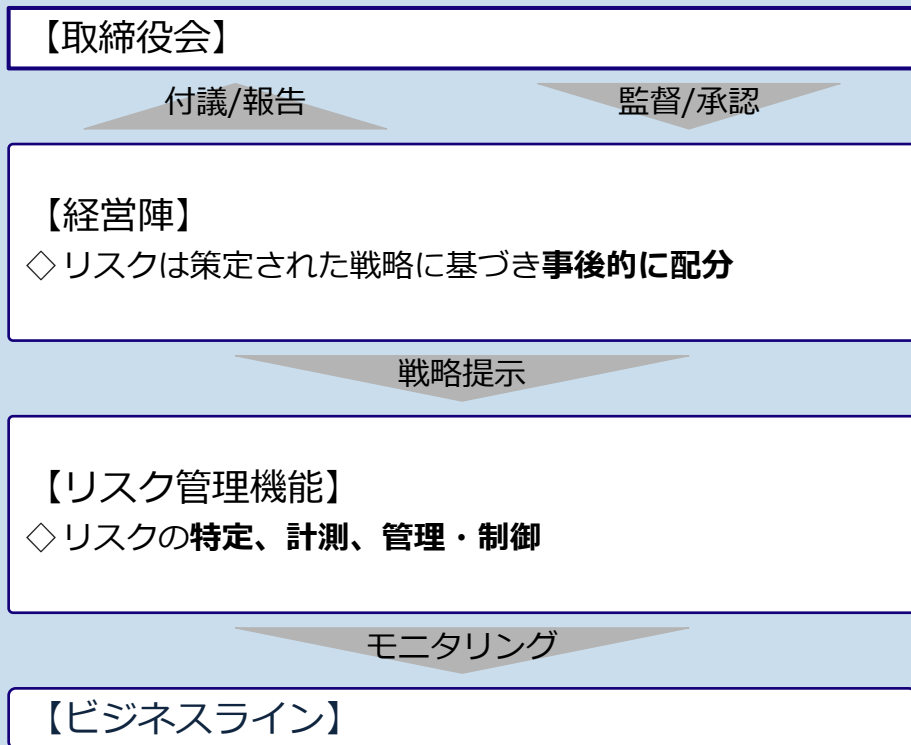 【取締役会】
付議/報告
監督/承認
【経営陣】
◇リスクは策定された戦略に基づき事後的に配分
戦略提示
【リスク管理機能】
◇リスクの特定、計測、管理・制御
モニタリング
【ビジネスライン】